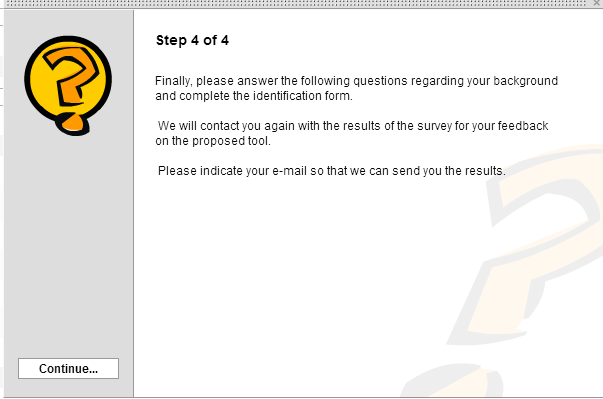 Step 4 of 4
Finally, please answer the following questions regarding your background
and complete the identification form.
We will contact you again with the results of the survey for your feedback
on the proposed tool.
Please indicate your e-mail so that we can send you the results.
Continue...